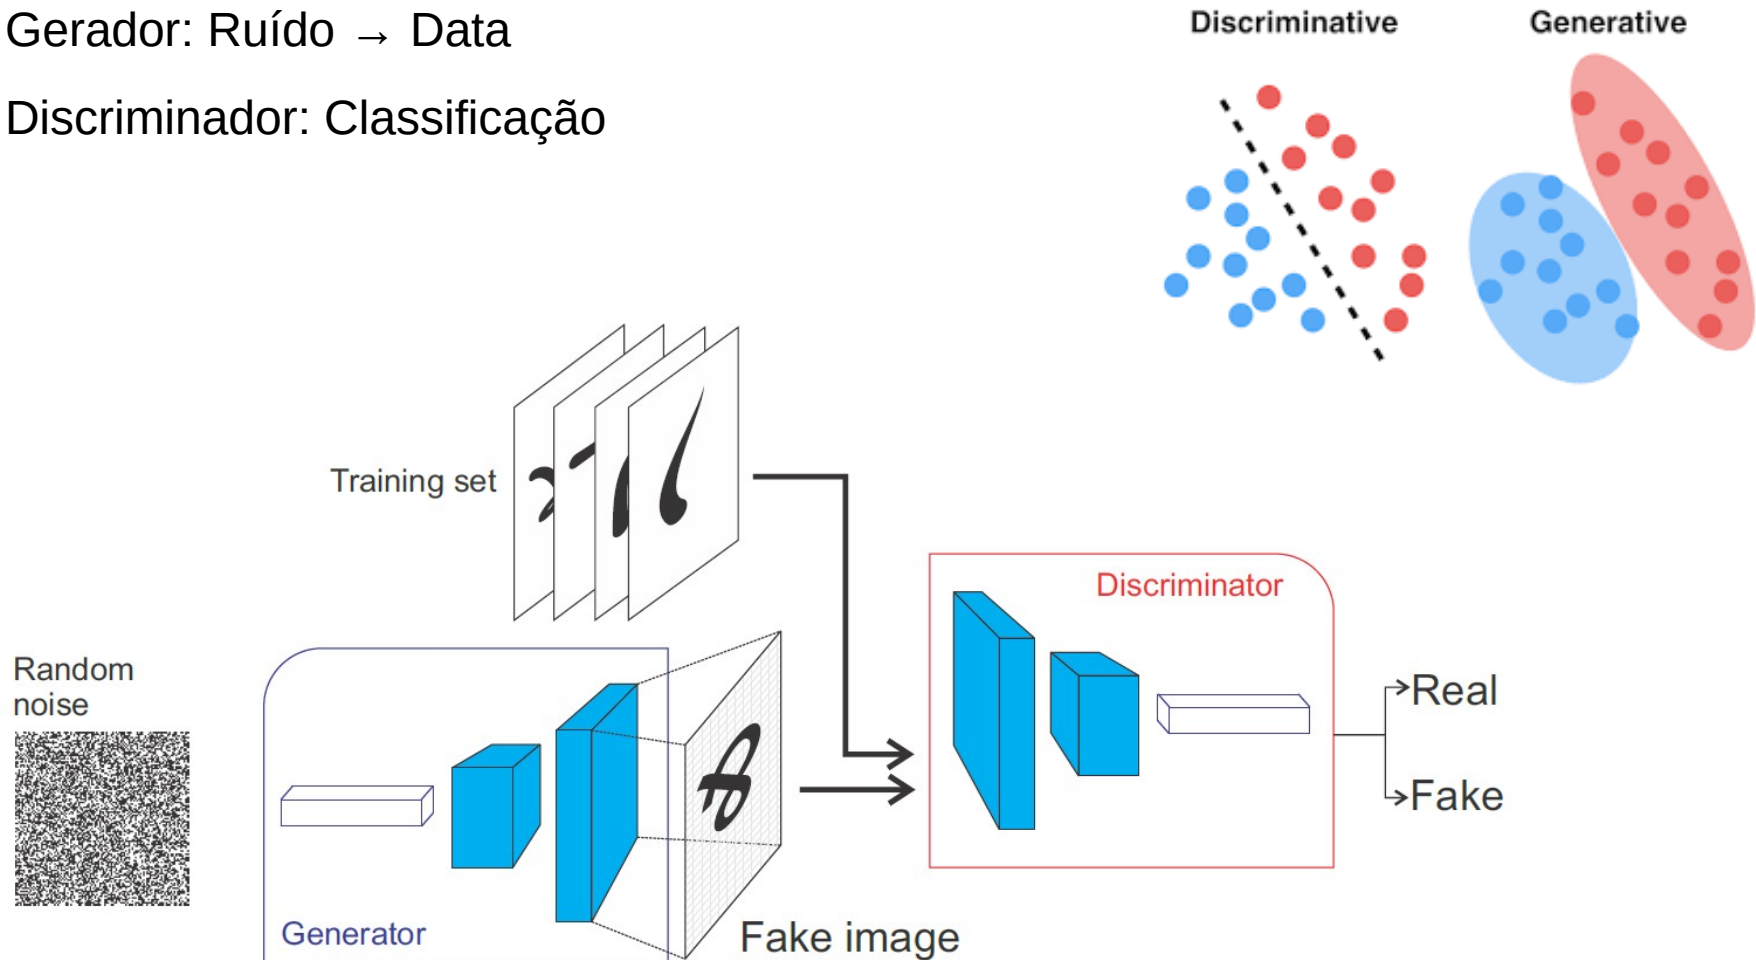 Gerador: Ruído → Data
Discriminador: Classificação
Discriminative
Generative
Training set
Discriminator
Random
noise
Real
Fake
Generator
Fake image